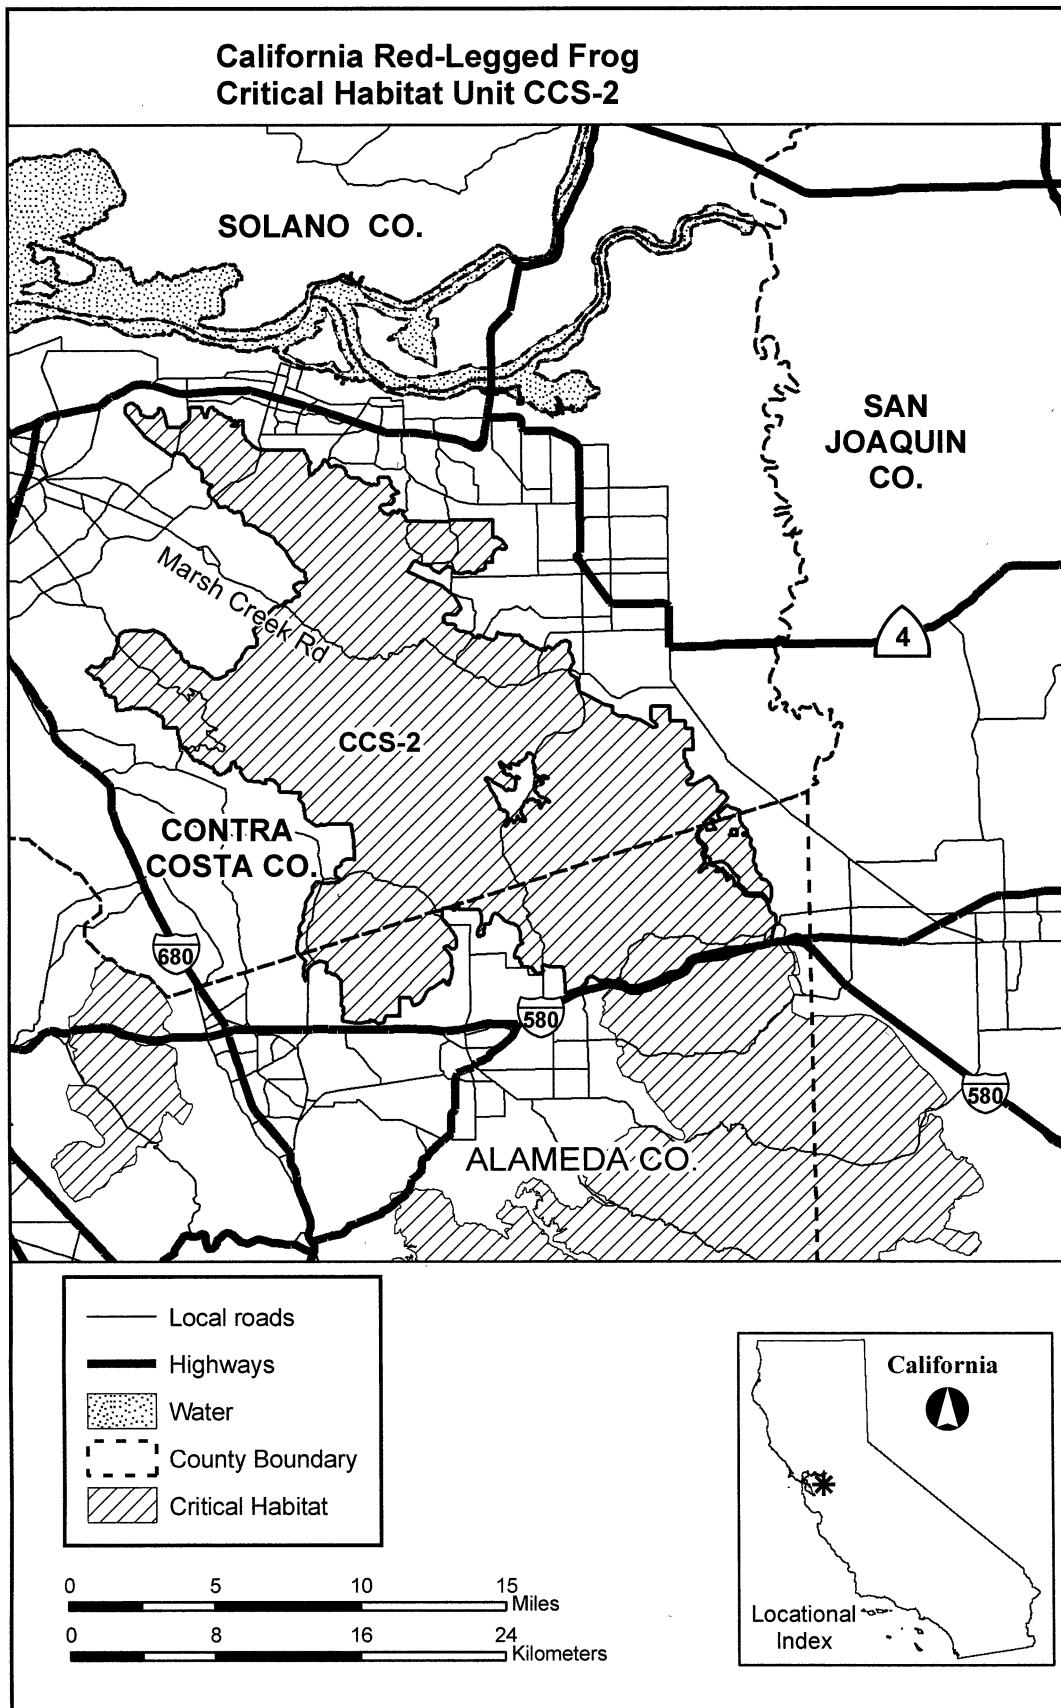 California Red-Legged Frog
Critical Habitat Unit CCS-2
SOLANO CO.
SAN
JOAQUIN
CO.
Marsh Creek Rd
4
CCS-2
CONTRA
COSTA CO.
680
580
580
ALAMEDA CO.
Local roads
Highways
Water
County Boundary
Critical Habitat
0 5 10 15
Miles
0 8 16 24
Kilometers
California
Locational
Index